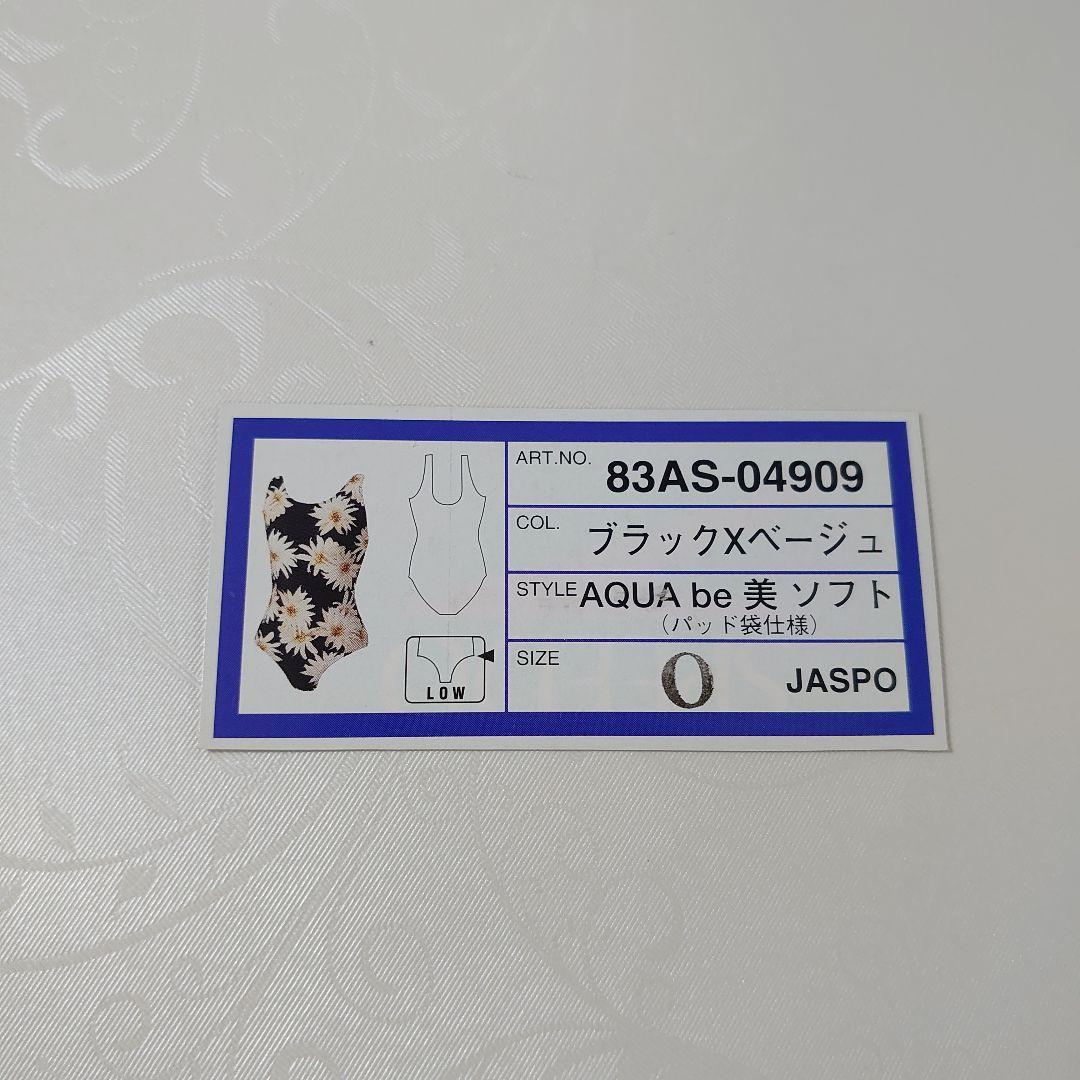 ART.NO. 83AS-04909
COL. ブラックXベージュ
STYLE AQUA be 美 ソフト
(パッド袋仕様)
SIZE O JASPO
LOW